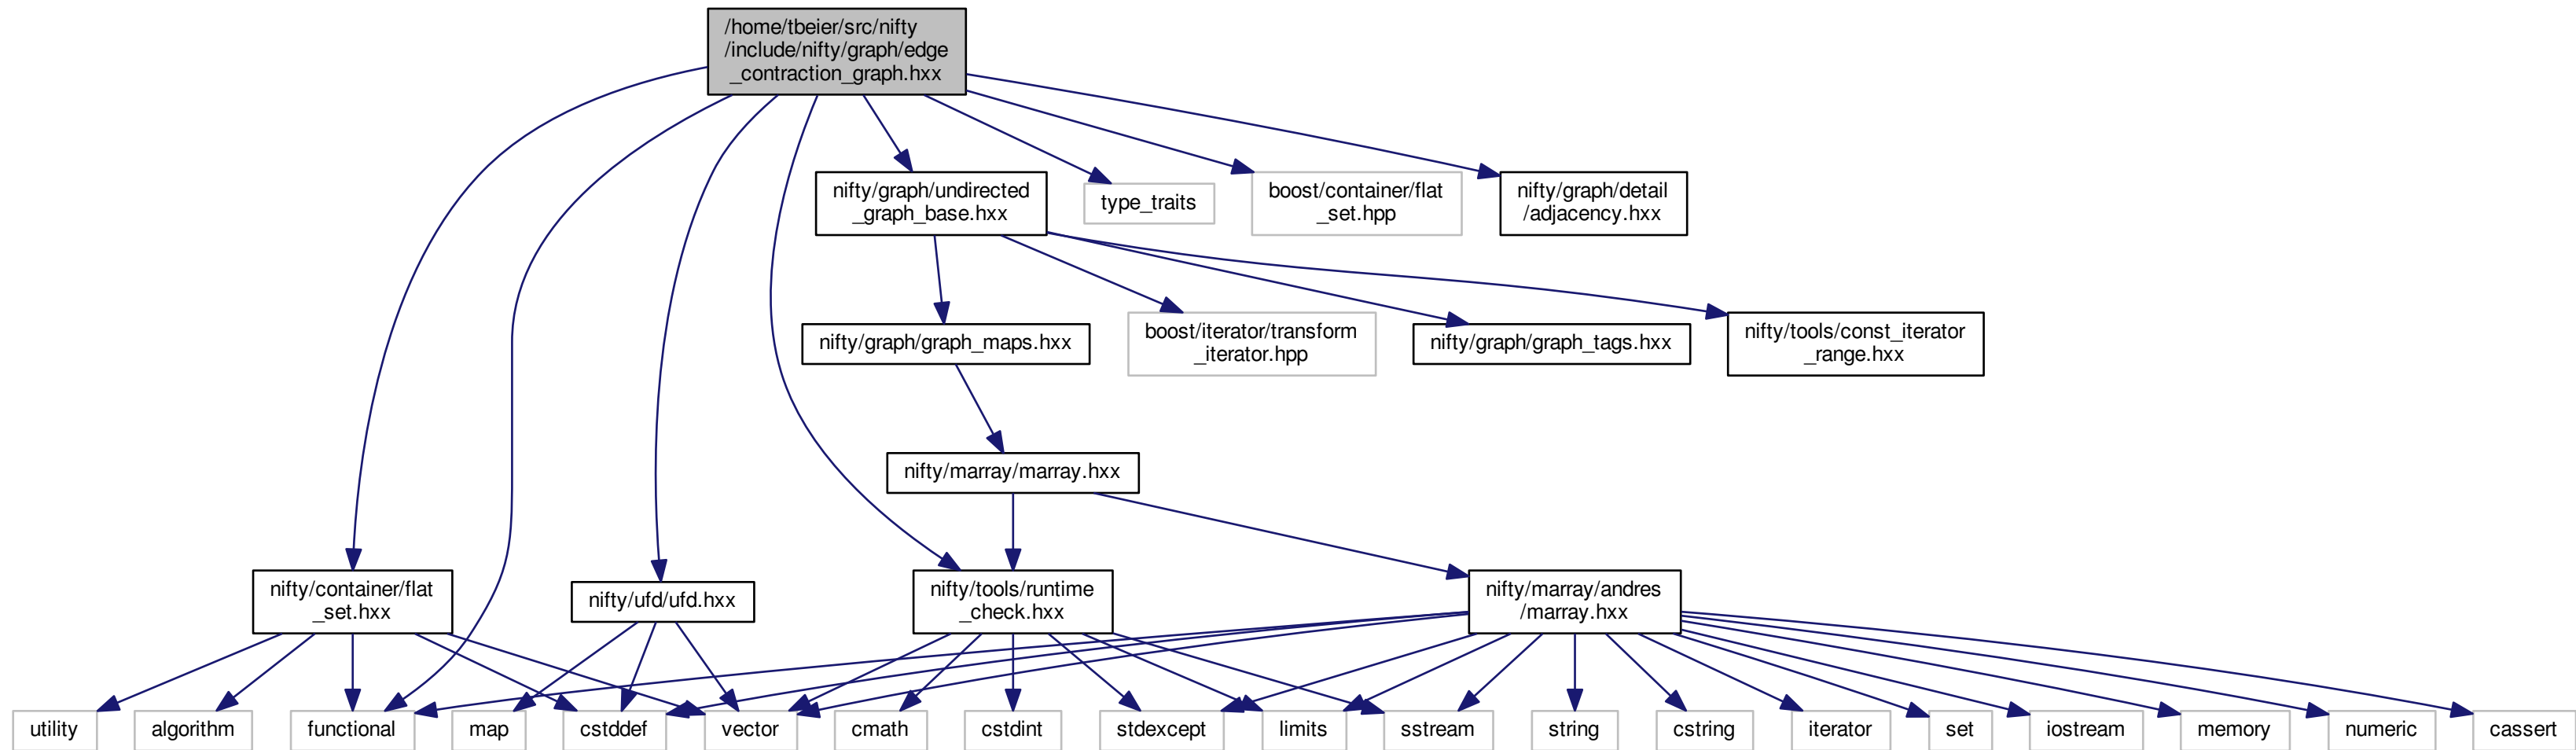 /home/tbeier/src/nifty
/include/nifty/graph/edge
_contraction_graph.hxx
nifty/graph/undirected
_graph_base.hxx
type_traits
boost/container/flat
_set.hpp
nifty/graph/detail
/adjacency.hxx
nifty/graph/graph_maps.hxx
boost/iterator/transform
_iterator.hpp
nifty/graph/graph_tags.hxx
nifty/tools/const_iterator
_range.hxx
nifty/marray/marray.hxx
nifty/container/flat
_set.hxx
nifty/ufd/ufd.hxx
nifty/tools/runtime
_check.hxx
nifty/marray/andres
/marray.hxx
utility
algorithm
functional
map
cstddef
vector
cmath
cstdint
stdexcept
limits
sstream
string
cstring
iterator
set
iostream
memory
numeric
cassert